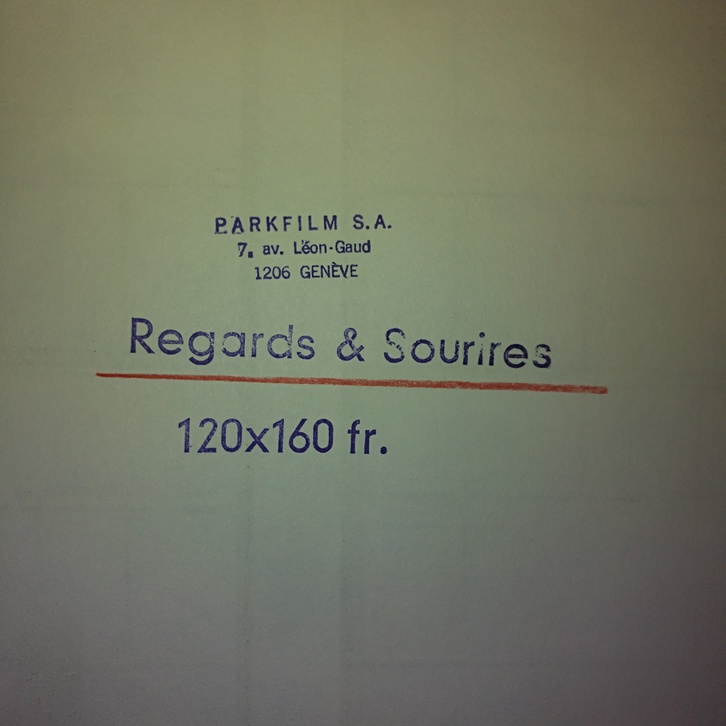 PARKFILM S.A.
7, av. Léon-Gaud
1206 GENÈVE
Regards & Sourires
120x160 fr.